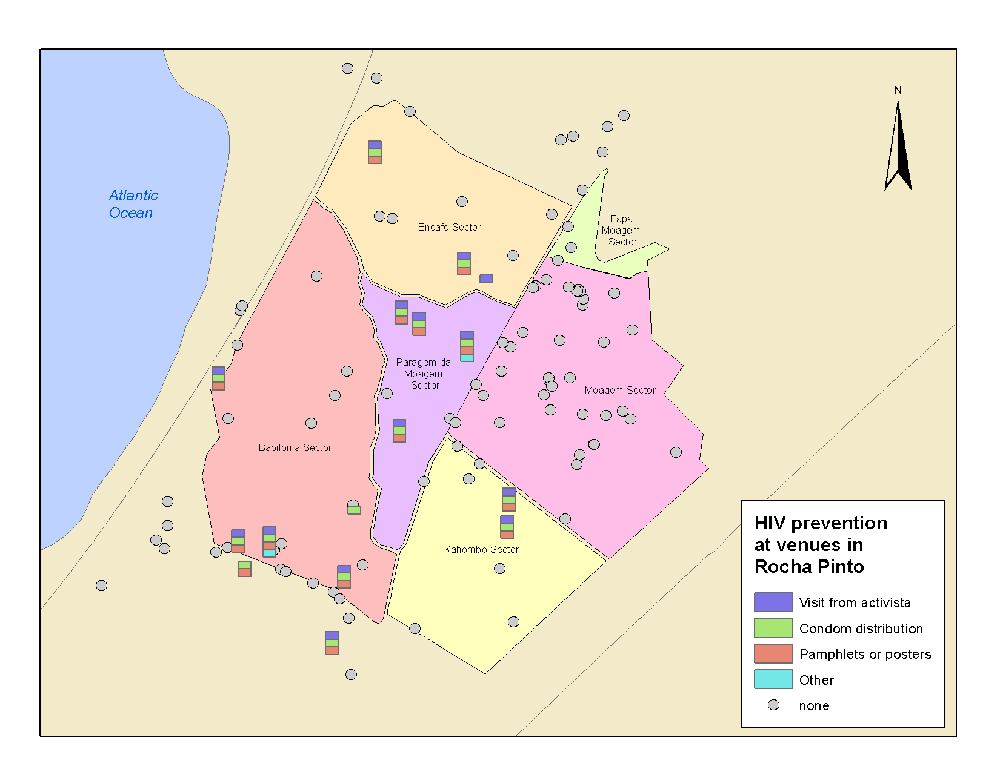 N
Atlantic
Ocean
Fapa
Moagem
Sector
Encafe Sector
Paragem da
Moagem
Sector
Moagem Sector
Babilonia Sector
Kahombo Sector
HIV prevention
at venues in
Rocha Pinto
Visit from activista
Condom distribution
Pamphlets or posters
Other
none